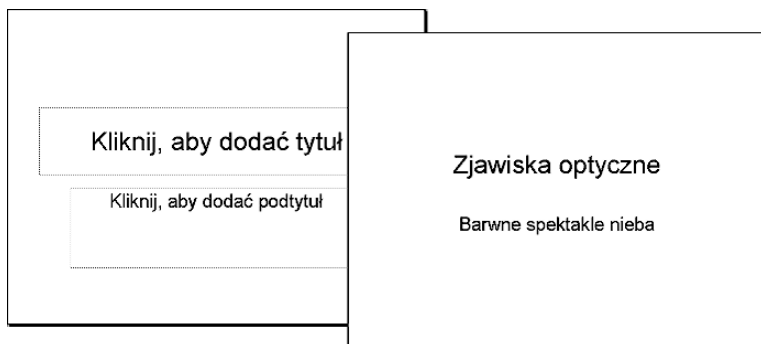 Kliknij, aby dodać tytuł
Kliknij, aby dodać podtytuł
Zjawiska optyczne
Barwne spektakle nieba